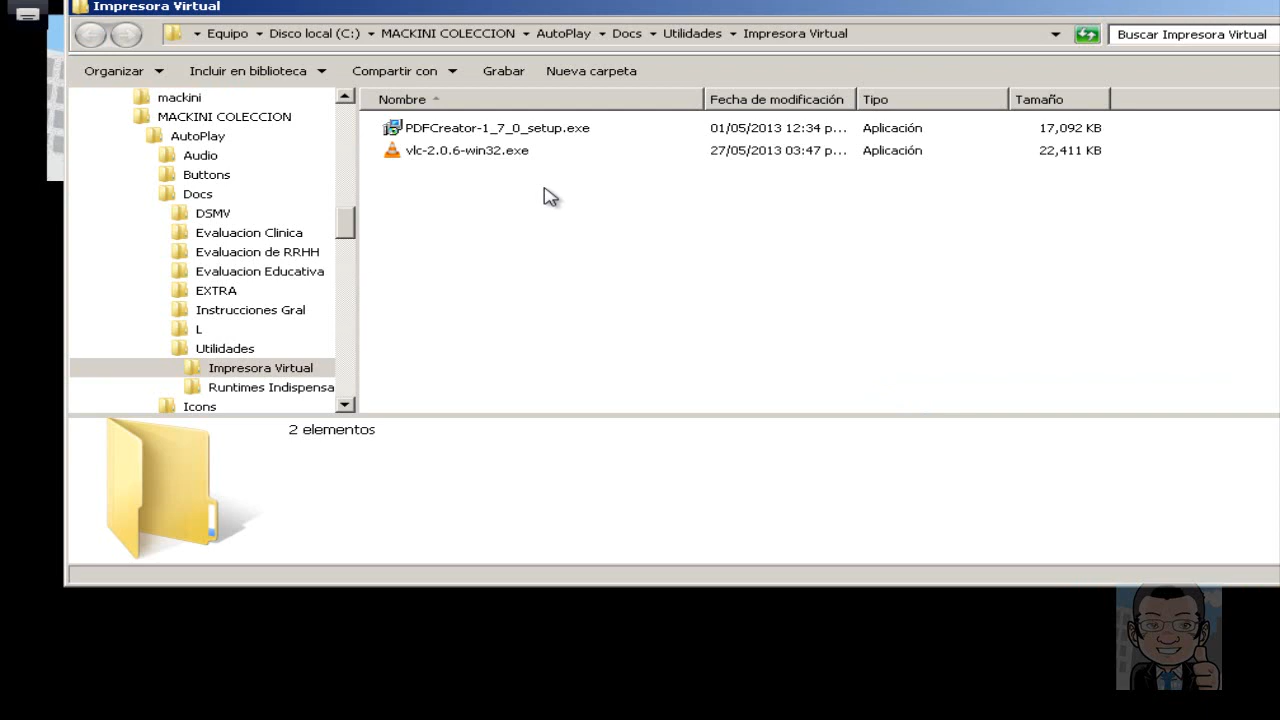 Impresora Virtual
Equipo Disco local (C:) MACKINI COLECCION AutoPlay Docs Utilidades Impresora Virtual
Buscar Impresora Virtual
Organizar Incluir en biblioteca Compartir con Grabar Nueva carpeta
mackini
MACKINI COLECCION
AutoPlay
Audio
Buttons
Docs
DSMV
Evaluacion Clinica
Evaluacion de RRHH
Evaluacion Educativa
EXTRA
Instrucciones Gral
L
Utilidades
Impresora Virtual
Runtimes Indispensa
Icons
Nombre Fecha de modificación Tipo Tamaño
PDFCreator-1_7_0_setup.exe 01/05/2013 12:34 p... Aplicación 17,092 KB
vlc-2.0.6-win32.exe 27/05/2013 03:47 p... Aplicación 22,411 KB
2 elementos